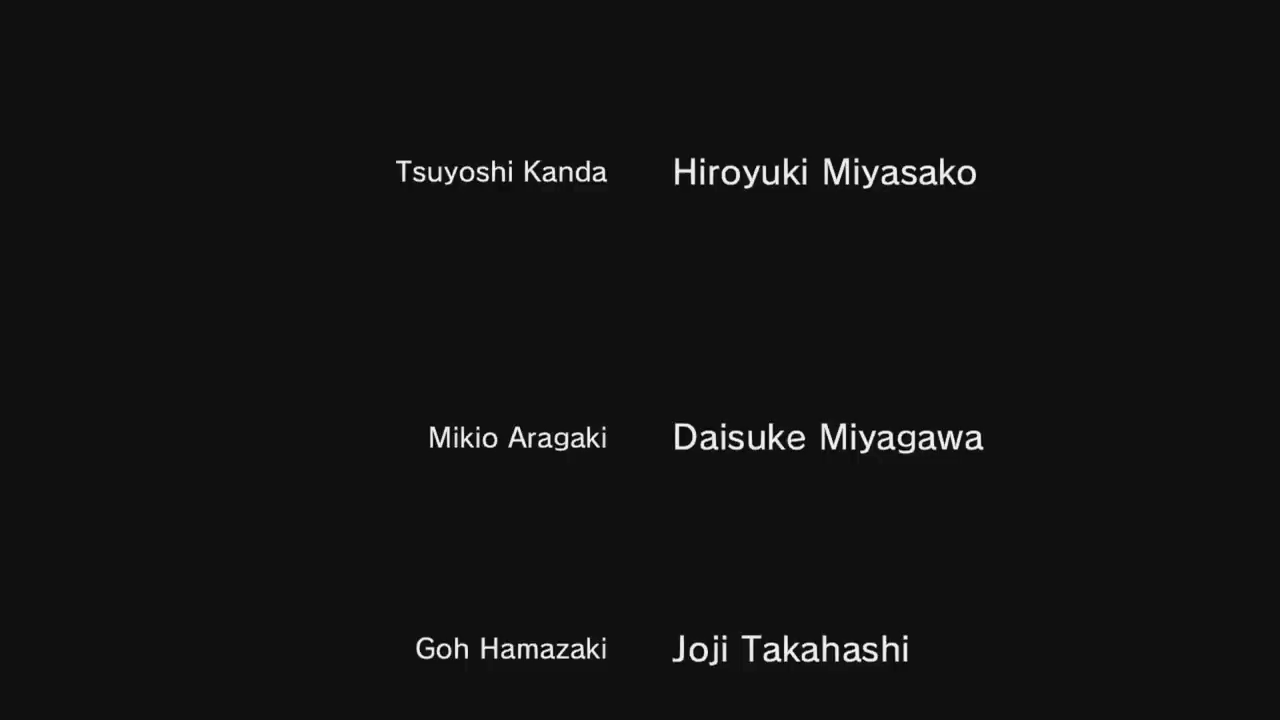 Tsuyoshi Kanda Hiroyuki Miyasako
Mikio Aragaki Daisuke Miyagawa
Goh Hamazaki Joji Takahashi